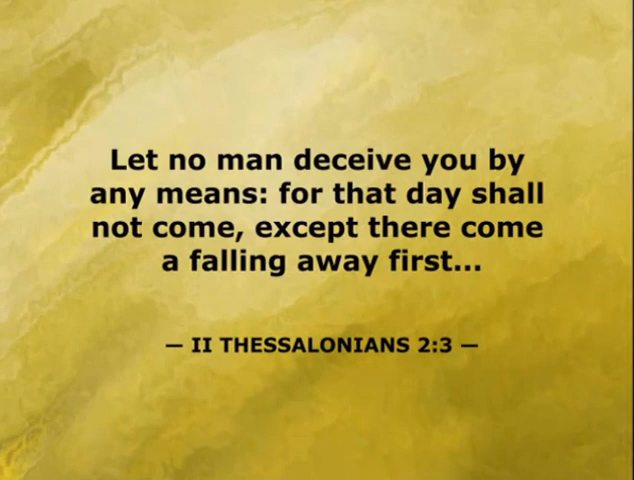 Let no man deceive you by
any means: for that day shall
not come, except there come
a falling away first...
— II THESSALONIANS 2:3 —